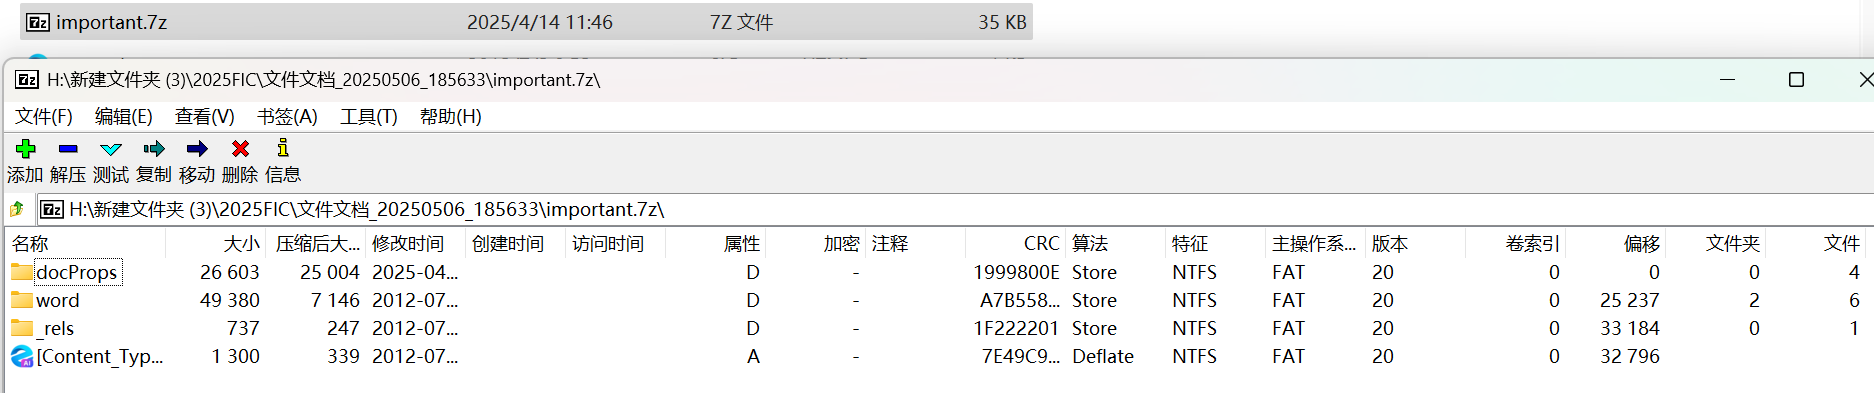 important.7z 2025/4/14 11:46 7Z 文件 35 KB
H:\新建文件夹 (3)\2025FIC\文件文档_20250506_185633\important.7z\
文件(F) 编辑(E) 查看(V) 书签(A) 工具(T) 帮助(H)
添加 解压 测试 复制 移动 删除 信息
H:\新建文件夹 (3)\2025FIC\文件文档_20250506_185633\important.7z\
名称 大小 压缩后大... 修改时间 创建时间 访问时间 属性 加密 注释 CRC 算法 特征 主操作系... 版本 卷索引 偏移 文件夹 文件
docProps 26 603 25 004 2025-04... D - 1999800E Store NTFS FAT 20 0 0 0 4
word 49 380 7 146 2012-07... D - A7B558... Store NTFS FAT 20 0 25 237 2 6
_rels 737 247 2012-07... D - 1F222201 Store NTFS FAT 20 0 33 184 0 1
[Content_Typ... 1 300 339 2012-07... A - 7E49C9... Deflate NTFS FAT 20 0 32 796